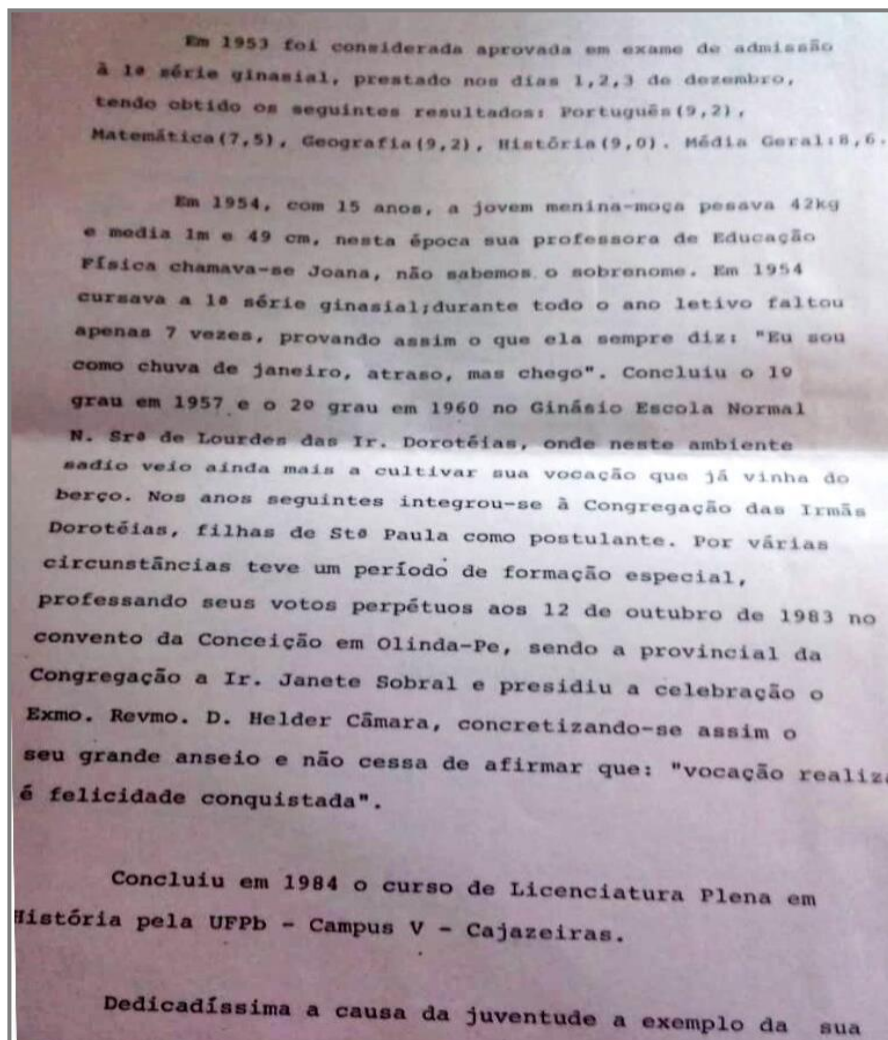 Em 1953 foi considerada aprovada em exame de admissão
à 1ª série ginasial, prestado nos dias 1,2,3 de dezembro,
tendo obtido os seguintes resultados: Português(9,2),
Matemática(7,5), Geografia(9,2), História(9,0). Média Geral:8,6.
Em 1954, com 15 anos, a jovem menina-moça pesava 42kg
e media 1m e 49 cm, nesta época sua professora de Educação
Física chamava-se Joana, não sabemos o sobrenome. Em 1954
cursava a 1ª série ginasial;durante todo o ano letivo faltou
apenas 7 vezes, provando assim o que ela sempre diz: "Eu sou
como chuva de janeiro, atraso, mas chego". Concluiu o 1º
grau em 1957 e o 2º grau em 1960 no Ginásio Escola Normal
N. Srª de Lourdes das Ir. Dorotéias, onde neste ambiente
sadio veio ainda mais a cultivar sua vocação que já vinha do
berço. Nos anos seguintes integrou-se à Congregação das Irmãs
Dorotéias, filhas de Stª Paula como postulante. Por várias
circunstâncias teve um período de formação especial,
professando seus votos perpétuos aos 12 de outubro de 1983 no
convento da Conceição em Olinda-Pe, sendo a provincial da
Congregação a Ir. Janete Sobral e presidiu a celebração o
Exmo. Revmo. D. Helder Câmara, concretizando-se assim o
seu grande anseio e não cessa de afirmar que: "vocação realiza
é felicidade conquistada".
Concluiu em 1984 o curso de Licenciatura Plena em
História pela UFPb - Campus V - Cajazeiras.
Dedicadíssima a causa da juventude a exemplo da sua